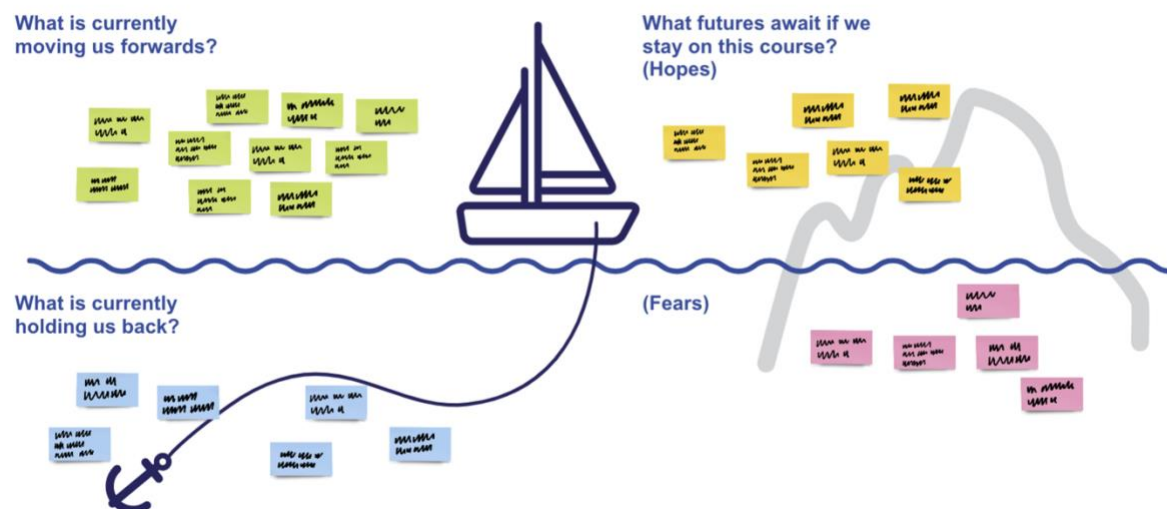 What is currently
moving us forwards?
What futures await if we
stay on this course?
(Hopes)
What is currently
holding us back?
(Fears)